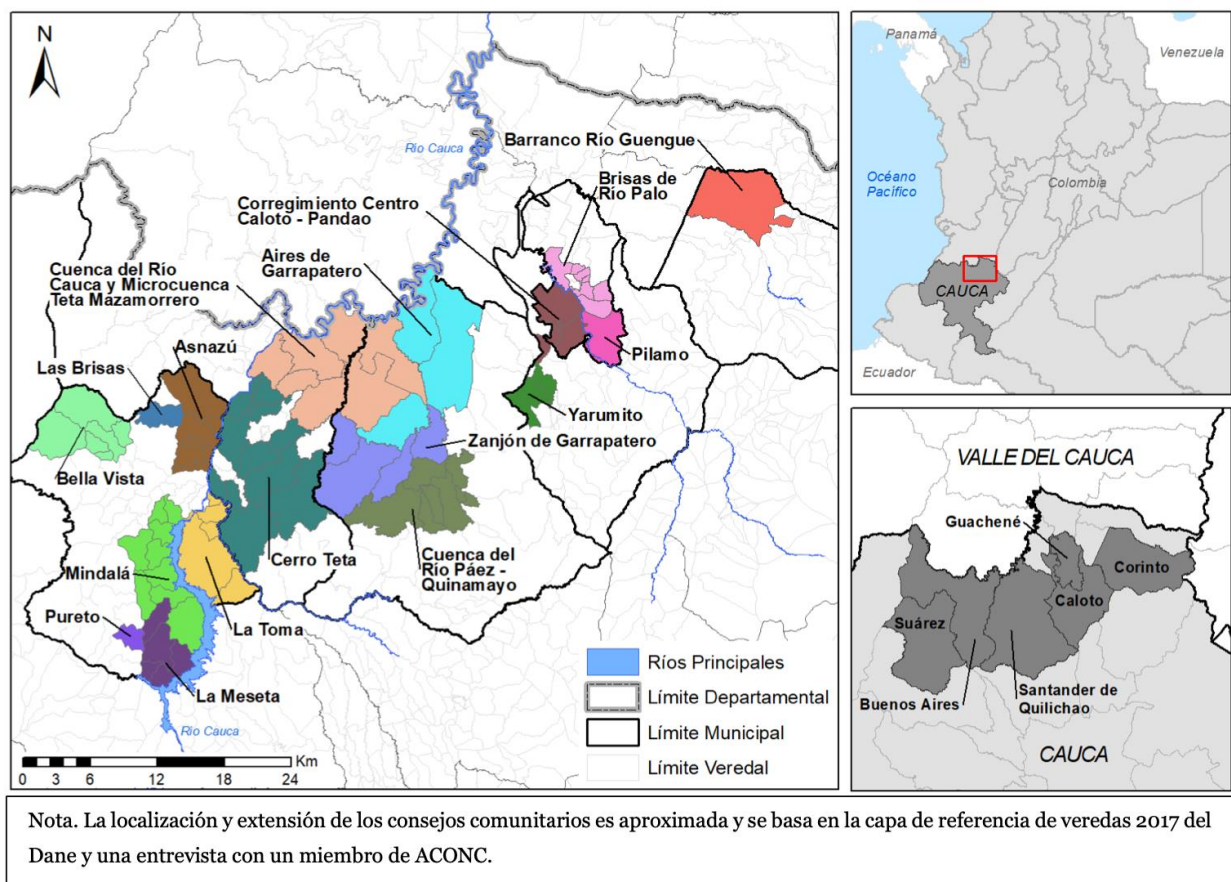 N
Río Cauca
Barranco Río Guengue
Brisas de
Río Palo
Corregimiento Centro
Caloto - Pandao
Aires de
Garrapatero
Cuenca del Río
Cauca y Microcuenca
Teta Mazamorrero
Asnazú
Las Brisas
Pilamo
Yarumito
Zanjón de Garrapatero
Bella Vista
Cuenca del
Río Páez -
Quinamayo
Cerro Teta
Mindalá
La Toma
Pureto
La Meseta
Río Cauca
0 3 6 12 18 24 Km
Ríos Principales
Límite Departamental
Límite Municipal
Límite Veredal
Panamá
Venezuela
Océano
Pacífico
Colombia
CAUCA
Ecuador
VALLE DEL CAUCA
Guachené
Corinto
Caloto
Suárez
Buenos Aires
Santander de
Quilichao
CAUCA
Nota. La localización y extensión de los consejos comunitarios es aproximada y se basa en la capa de referencia de veredas 2017 del
Dane y una entrevista con un miembro de ACONC.